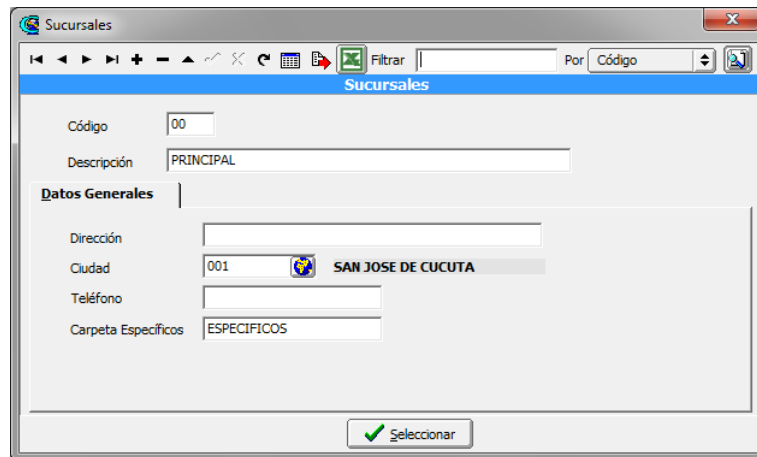 Sucursales
Filtrar Por Código
Sucursales
Código 00
Descripción PRINCIPAL
Datos Generales
Dirección
Ciudad 001 SAN JOSE DE CUCUTA
Teléfono
Carpeta Específicos ESPECIFICOS
Seleccionar